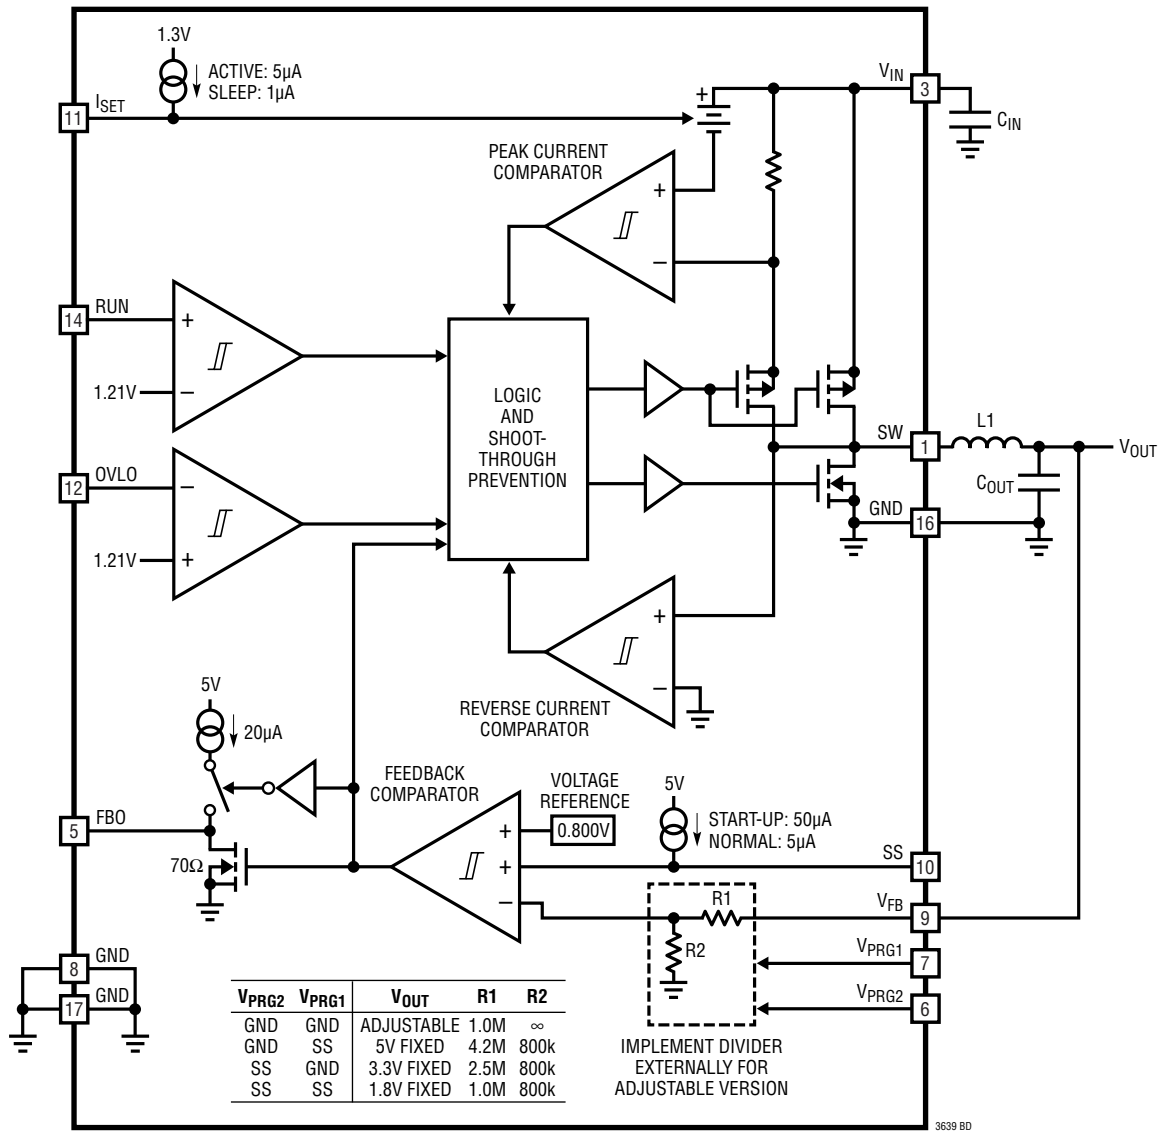 1.3V
ACTIVE: 5µA
SLEEP: 1µA
11
ISET
VIN
3
CIN
+
PEAK CURRENT
COMPARATOR
+
–
14
RUN
+
1.21V
–
LOGIC
AND
SHOOT-
THROUGH
PREVENTION
L1
SW
1
VOUT
12
OVLO
–
COUT
GND
16
1.21V
+
+
–
REVERSE CURRENT
COMPARATOR
5V
20µA
FEEDBACK
COMPARATOR
VOLTAGE
REFERENCE
0.800V
5V
START-UP: 50µA
NORMAL: 5µA
5
FBO
+
+
–
70Ω
SS
10
R1
VFB
9
R2
VPRG1
7
VPRG2
6
8
GND
17
GND
VPRG2 VPRG1 VOUT R1 R2
GND GND ADJUSTABLE 1.0M ∞
GND SS 5V FIXED 4.2M 800k
SS GND 3.3V FIXED 2.5M 800k
SS SS 1.8V FIXED 1.0M 800k
IMPLEMENT DIVIDER
EXTERNALLY FOR
ADJUSTABLE VERSION
3639 BD